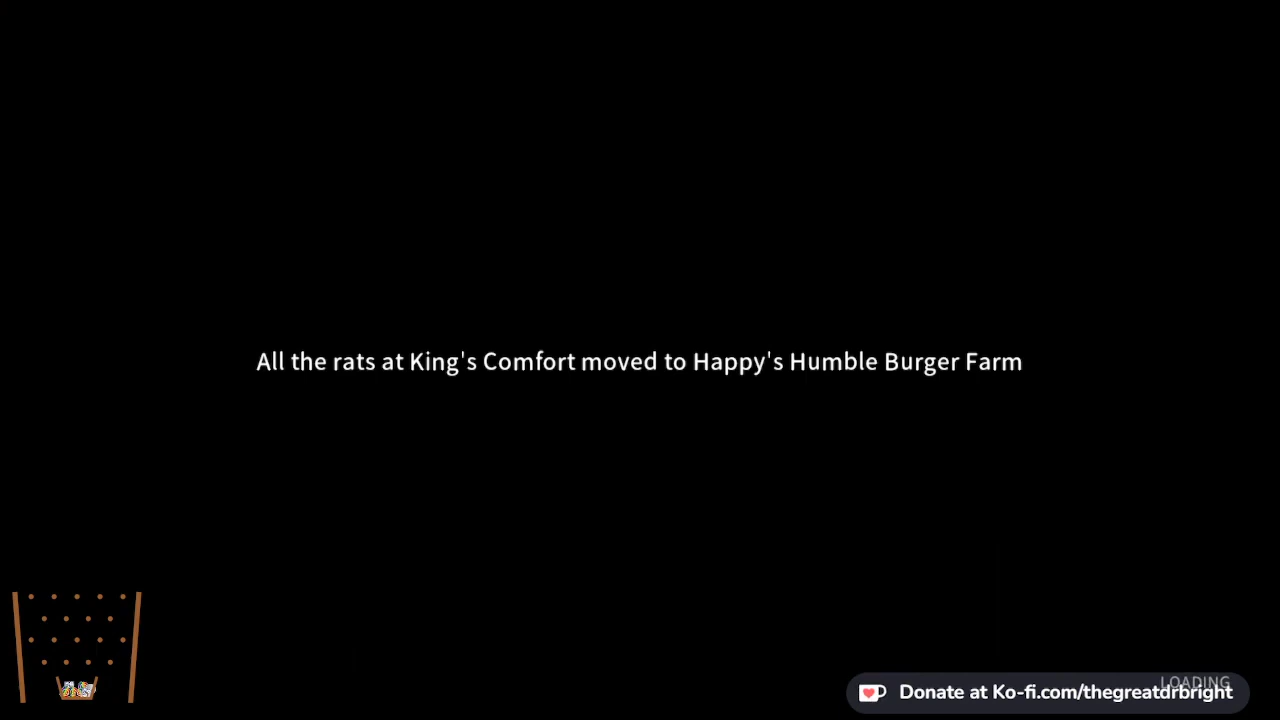 All the rats at King's Comfort moved to Happy's Humble Burger Farm
LOADING
Donate at Ko-fi.com/thegreatdrbright